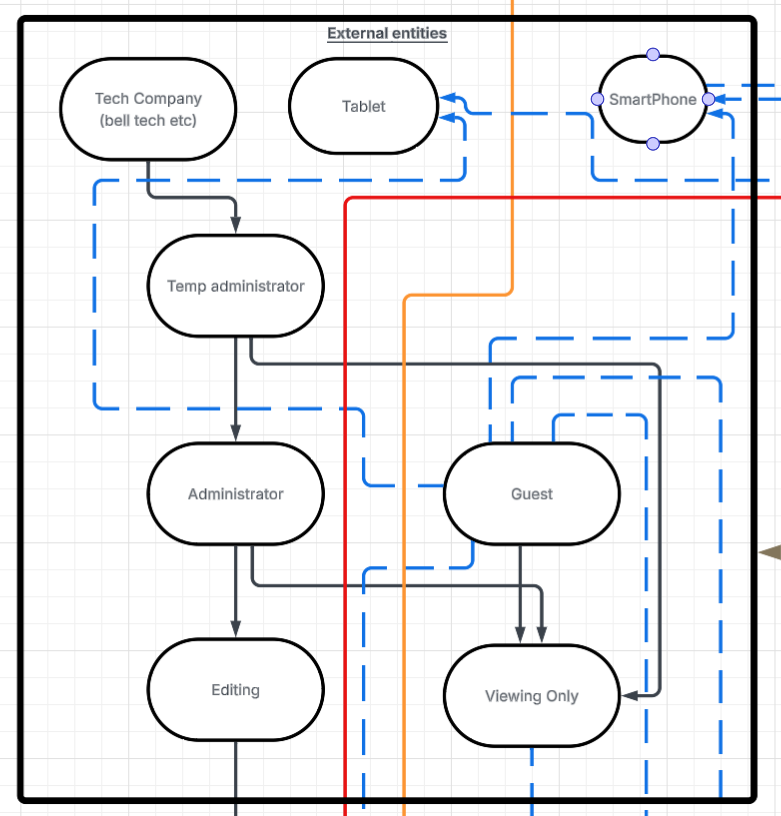 External entities
Tech Company
(bell tech etc)
Tablet
SmartPhone
Temp administrator
Administrator
Guest
Editing
Viewing Only